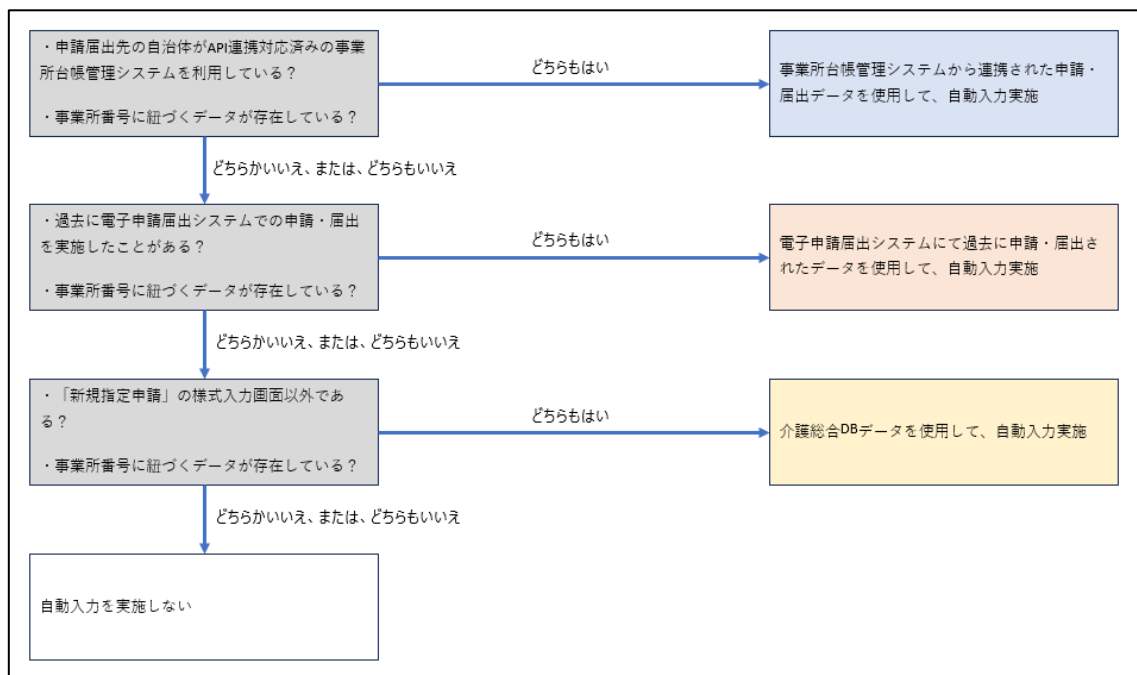 ・申請届出先の自治体がAPI連携対応済みの事業
所台帳管理システムを利用している？
・事業所番号に紐づくデータが存在している？
どちらもはい
事業所台帳管理システムから連携された申請・
届出データを使用して、自動入力実施
どちらかいいえ、または、どちらもいいえ
・過去に電子申請届出システムでの申請・届出
を実施したことがある？
・事業所番号に紐づくデータが存在している？
どちらもはい
電子申請届出システムにて過去に申請・届出さ
れたデータを使用して、自動入力実施
どちらかいいえ、または、どちらもいいえ
・「新規指定申請」の様式入力画面以外であ
る？
・事業所番号に紐づくデータが存在している？
どちらもはい
介護総合DBデータを使用して、自動入力実施
どちらかいいえ、または、どちらもいいえ
自動入力を実施しない